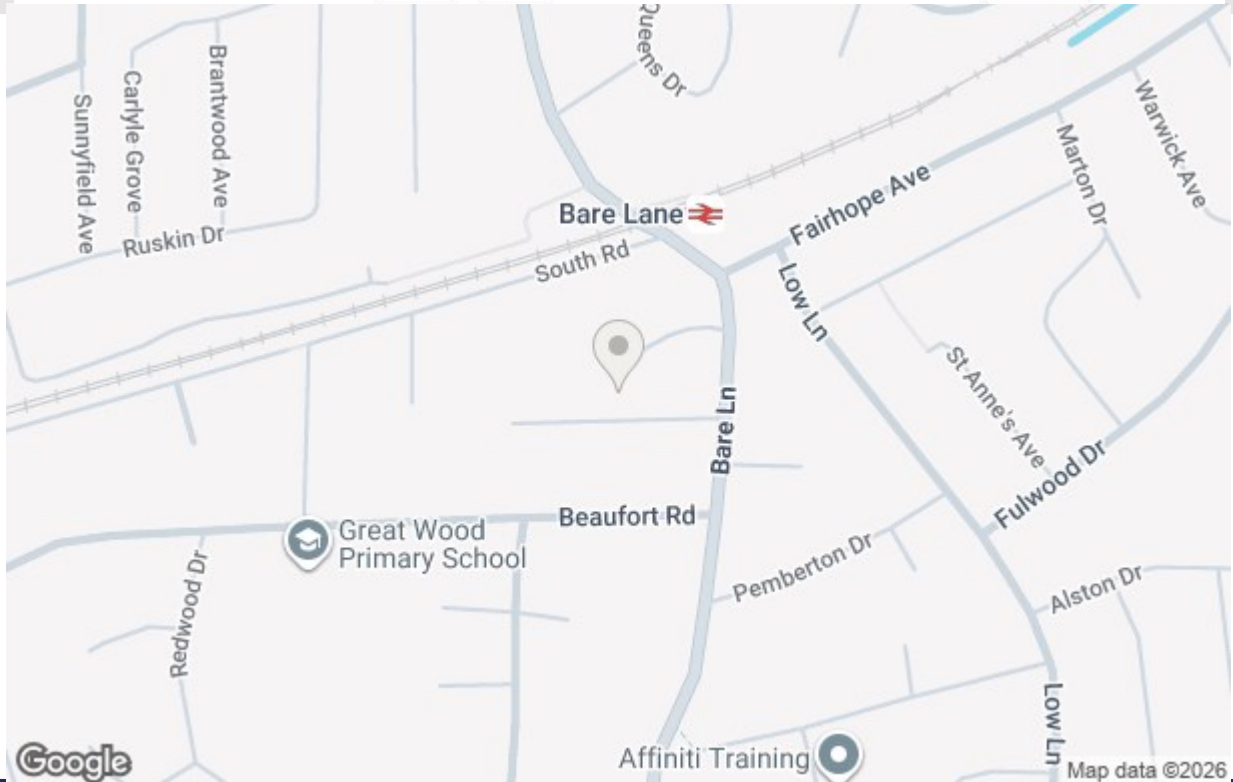 Queens Dr
Sunnyfield Ave
Carlyle Grove
Brantwood Ave
Warwick Ave
Marton Dr
Bare Lane
Fairhope Ave
Ruskin Dr
South Rd
Low Ln
St Anne's Ave
Bare Ln
Fulwood Dr
Beaufort Rd
Great Wood
Primary School
Pemberton Dr
Redwood Dr
Alston Dr
Low Ln
Affiniti Training
Google
Map data ©2026